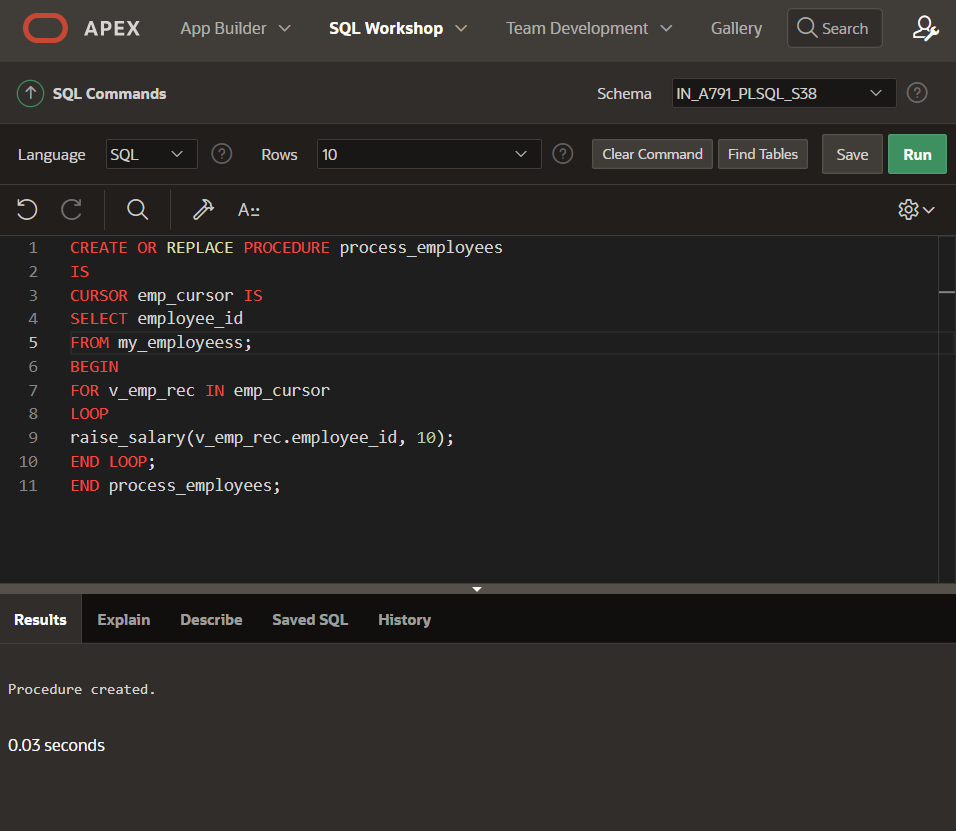 APEX App Builder SQL Workshop Team Development Gallery Search
SQL Commands Schema IN_A791_PLSQL_S38 ?
Language SQL ? Rows 10 ? Clear Command Find Tables Save Run
A::
1 CREATE OR REPLACE PROCEDURE process_employees
2 IS
3 CURSOR emp_cursor IS
4 SELECT employee_id
5 FROM my_employeess;
6 BEGIN
7 FOR v_emp_rec IN emp_cursor
8 LOOP
9 raise_salary(v_emp_rec.employee_id, 10);
10 END LOOP;
11 END process_employees;
Results Explain Describe Saved SQL History
Procedure created.
0.03 seconds